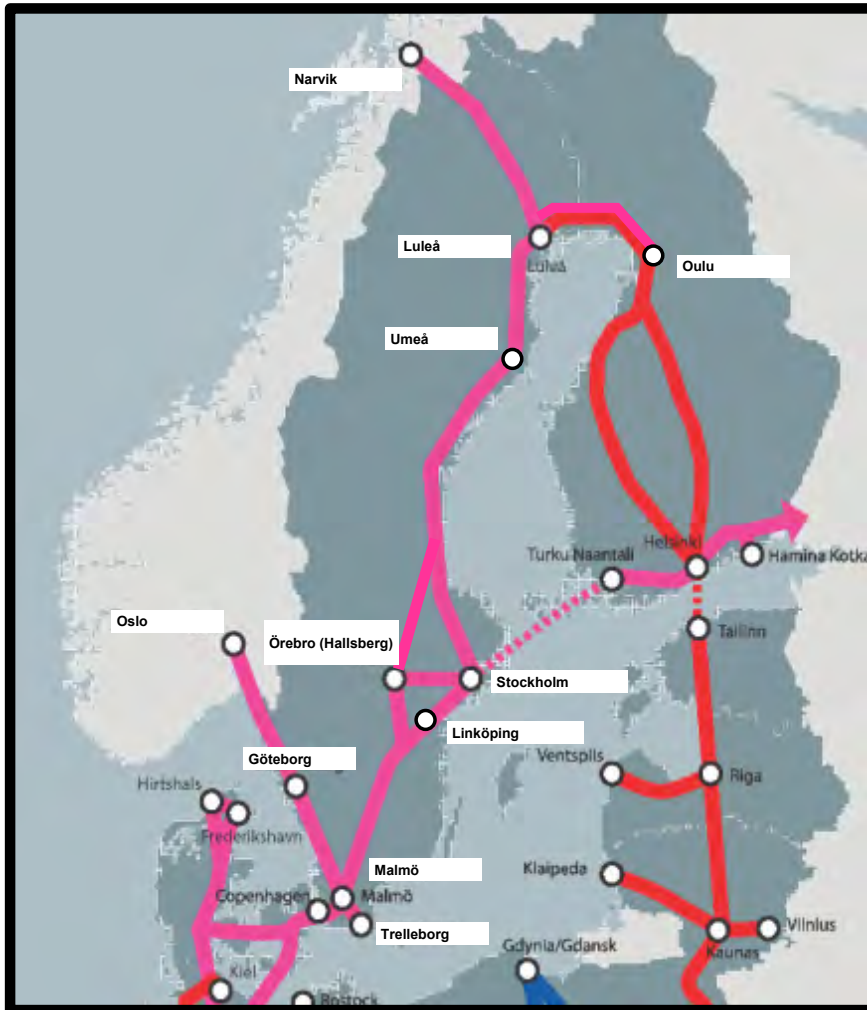 Narvik
Luleå
Luleå
Oulu
Umeå
Helsinki
Turku Naantali
Hamina Kotka
Oslo
Örebro (Hallsberg)
Tallinn
Stockholm
Linköping
Göteborg
Ventspils
Riga
Hirtshals
Frederikshavn
Klaipeda
Malmö
Copenhagen
Malmö
Trelleborg
Vilnius
Gdynia/Gdansk
Kaunas
Kiel
Rostock